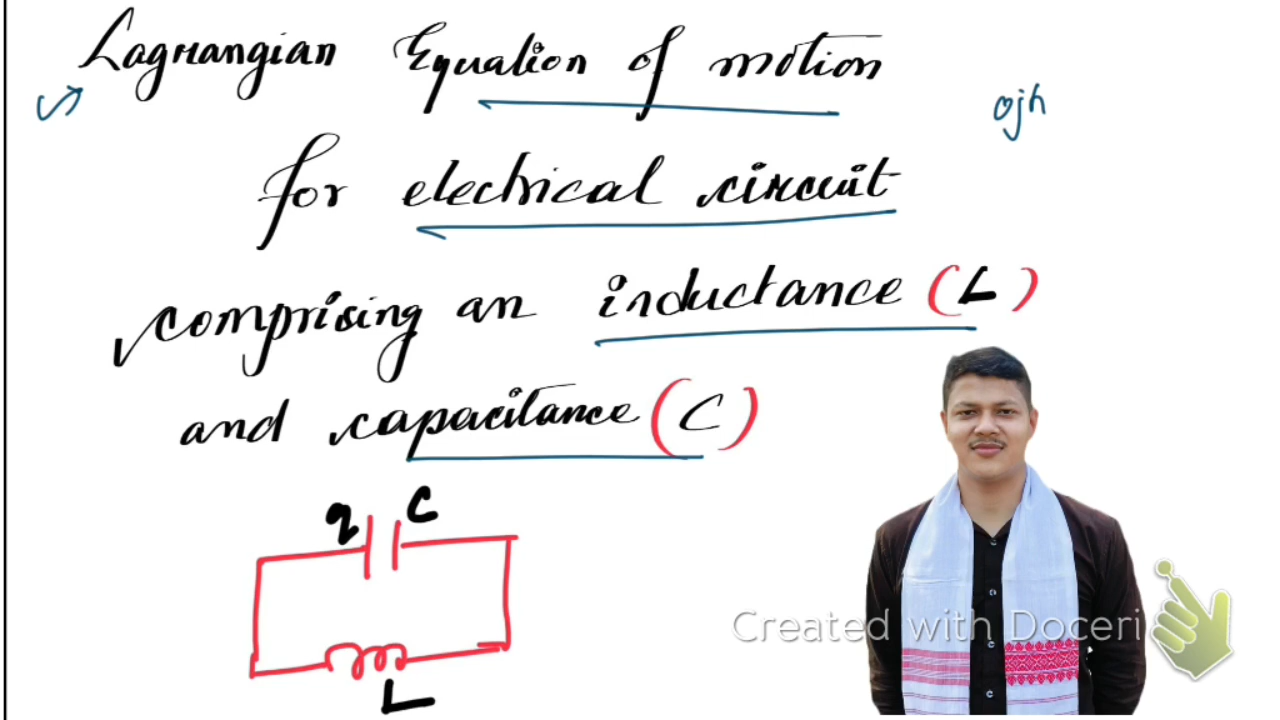 Lagrangian Equation of motion
ojh
for electrical circuit
comprising an inductance (L)
and capacitance (C)
q C
L
Created with Doceri